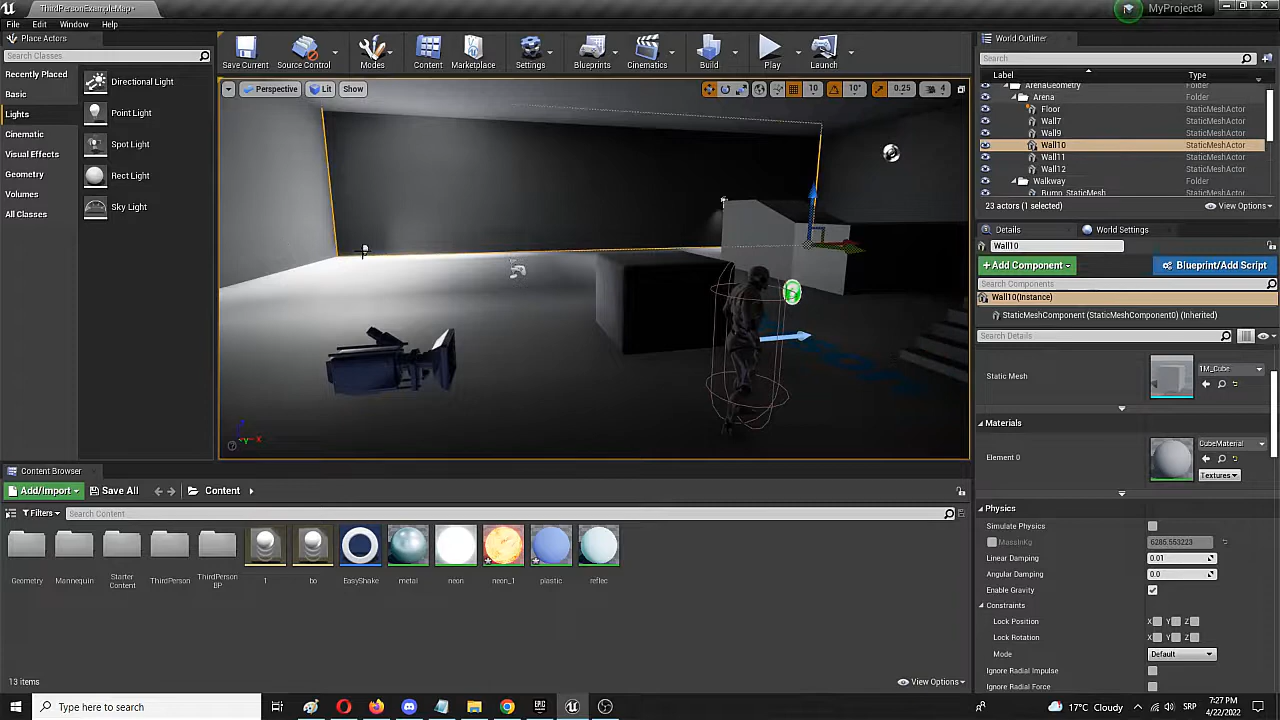 ThirdPersonExampleMap*
MyProject8
File Edit Window Help
Place Actors
Search Classes
Recently Placed
Basic
Lights
Cinematic
Visual Effects
Geometry
Volumes
All Classes
Directional Light
Point Light
Spot Light
Rect Light
Sky Light
Save Current
Source Control
Modes
Content
Marketplace
Settings
Blueprints
Cinematics
Build
Play
Launch
Perspective
Lit
Show
10
10°
0.25
4
World Outliner
Search
Label Type
ArenaGeometry Folder
Arena Folder
Floor StaticMeshActor
Wall7 StaticMeshActor
Wall9 StaticMeshActor
Wall10 StaticMeshActor
Wall11 StaticMeshActor
Wall12 StaticMeshActor
Walkway Folder
Bump_StaticMesh StaticMeshActor
23 actors (1 selected)
View Options
Details
World Settings
Wall10
+Add Component
Blueprint/Add Script
Search Components
Wall10(Instance)
StaticMeshComponent (StaticMeshComponent0) (Inherited)
Search Details
Static Mesh
1M_Cube
Materials
Element 0
CubeMaterial
Textures
Physics
Simulate Physics
MassInKg 6285.553223
Linear Damping 0.01
Angular Damping 0.0
Enable Gravity
Constraints
Lock Position X Y Z
Lock Rotation X Y Z
Mode Default
Ignore Radial Impulse
Ignore Radial Force
Content Browser
Add/Import
Save All
Content
Filters
Search Content
Geometry
Mannequin
Starter Content
ThirdPerson
ThirdPerson BP
1
bo
EasyShake
metal
neon
neon_1
plastic
reflec
13 items
View Options
Type here to search
17°C Cloudy
SRP
7:27 PM
4/22/2022